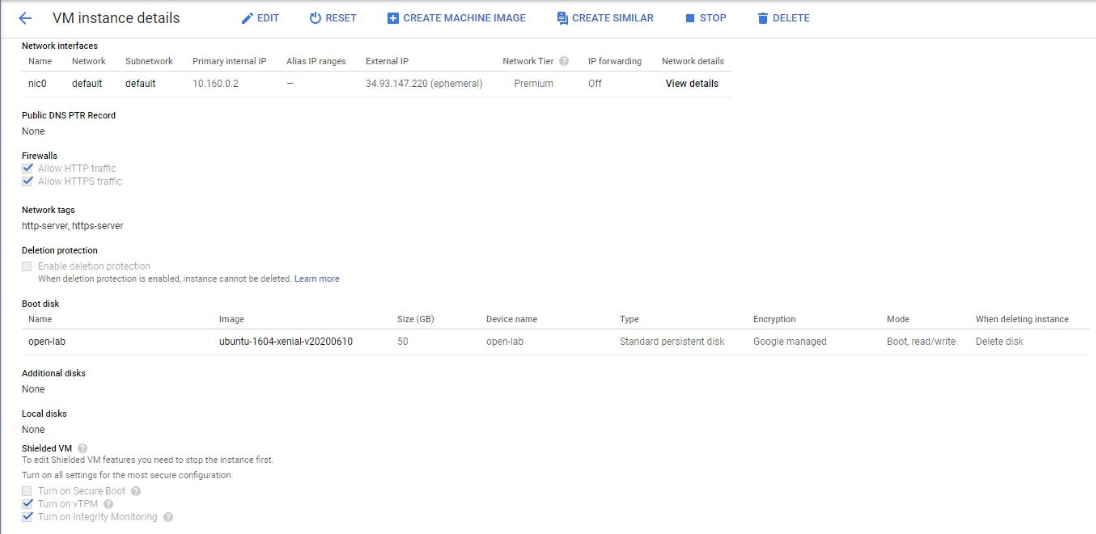 VM instance details EDIT RESET CREATE MACHINE IMAGE CREATE SIMILAR STOP DELETE
Network interfaces
Name Network Subnetwork Primary internal IP Alias IP ranges External IP Network Tier ? IP forwarding Network details
nic0 default default 10.160.0.2 — 34.93.147.220 (ephemeral) Premium Off View details
Public DNS PTR Record
None
Firewalls
Allow HTTP traffic
Allow HTTPS traffic
Network tags
http-server, https-server
Deletion protection
Enable deletion protection
When deletion protection is enabled, instance cannot be deleted. Learn more
Boot disk
Name Image Size (GB) Device name Type Encryption Mode When deleting instance
open-lab ubuntu-1604-xenial-v20200610 50 open-lab Standard persistent disk Google managed Boot, read/write Delete disk
Additional disks
None
Local disks
None
Shielded VM ?
To edit Shielded VM features you need to stop the instance first.
Turn on all settings for the most secure configuration.
Turn on Secure Boot ?
Turn on vTPM ?
Turn on Integrity Monitoring ?